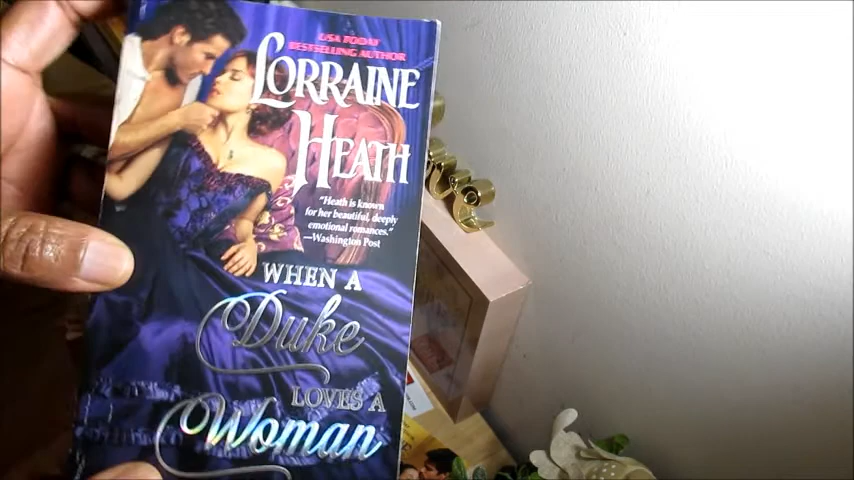 USA TODAY
BESTSELLING AUTHOR
LORRAINE
HEATH
"Heath is known
for her beautiful, deeply
emotional romances."
—Washington Post
WHEN A
Duke
LOVES A
Woman